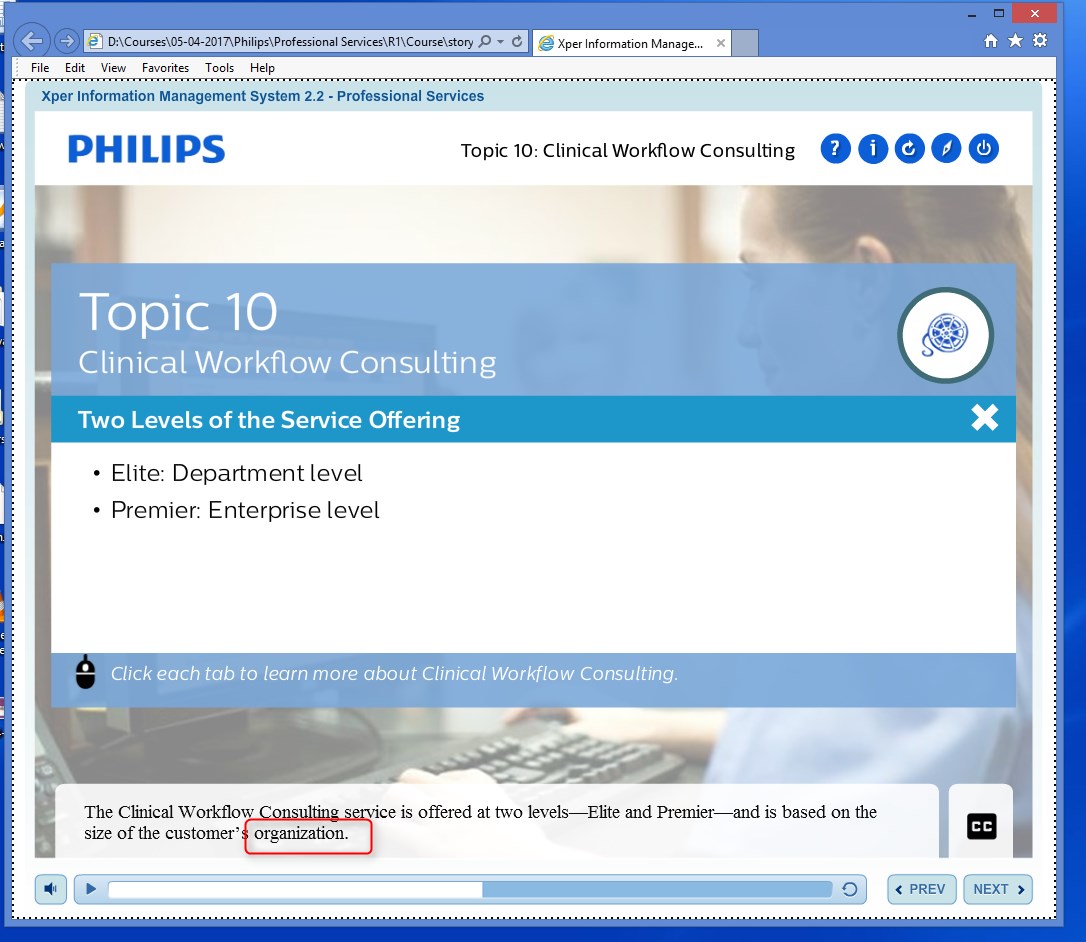 D:\Courses\05-04-2017\Philips\Professional Services\R1\Course\story
Xper Information Manage...
File Edit View Favorites Tools Help
Xper Information Management System 2.2 - Professional Services
PHILIPS
Topic 10: Clinical Workflow Consulting
? i
Topic 10
Clinical Workflow Consulting
Two Levels of the Service Offering
• Elite: Department level
• Premier: Enterprise level
Click each tab to learn more about Clinical Workflow Consulting.
The Clinical Workflow Consulting service is offered at two levels—Elite and Premier—and is based on the
size of the customer's organization.
CC
PREV NEXT